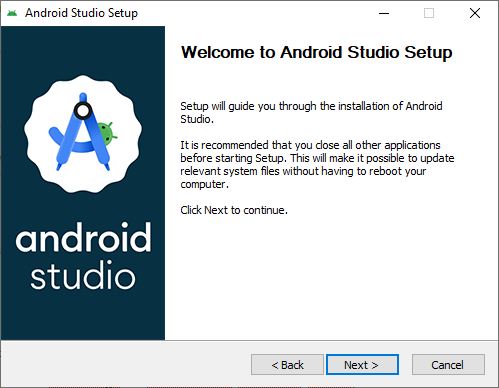 Android Studio Setup
Welcome to Android Studio Setup
Setup will guide you through the installation of Android
Studio.
It is recommended that you close all other applications
before starting Setup. This will make it possible to update
relevant system files without having to reboot your
computer.
Click Next to continue.
android
studio
< Back
Next >
Cancel